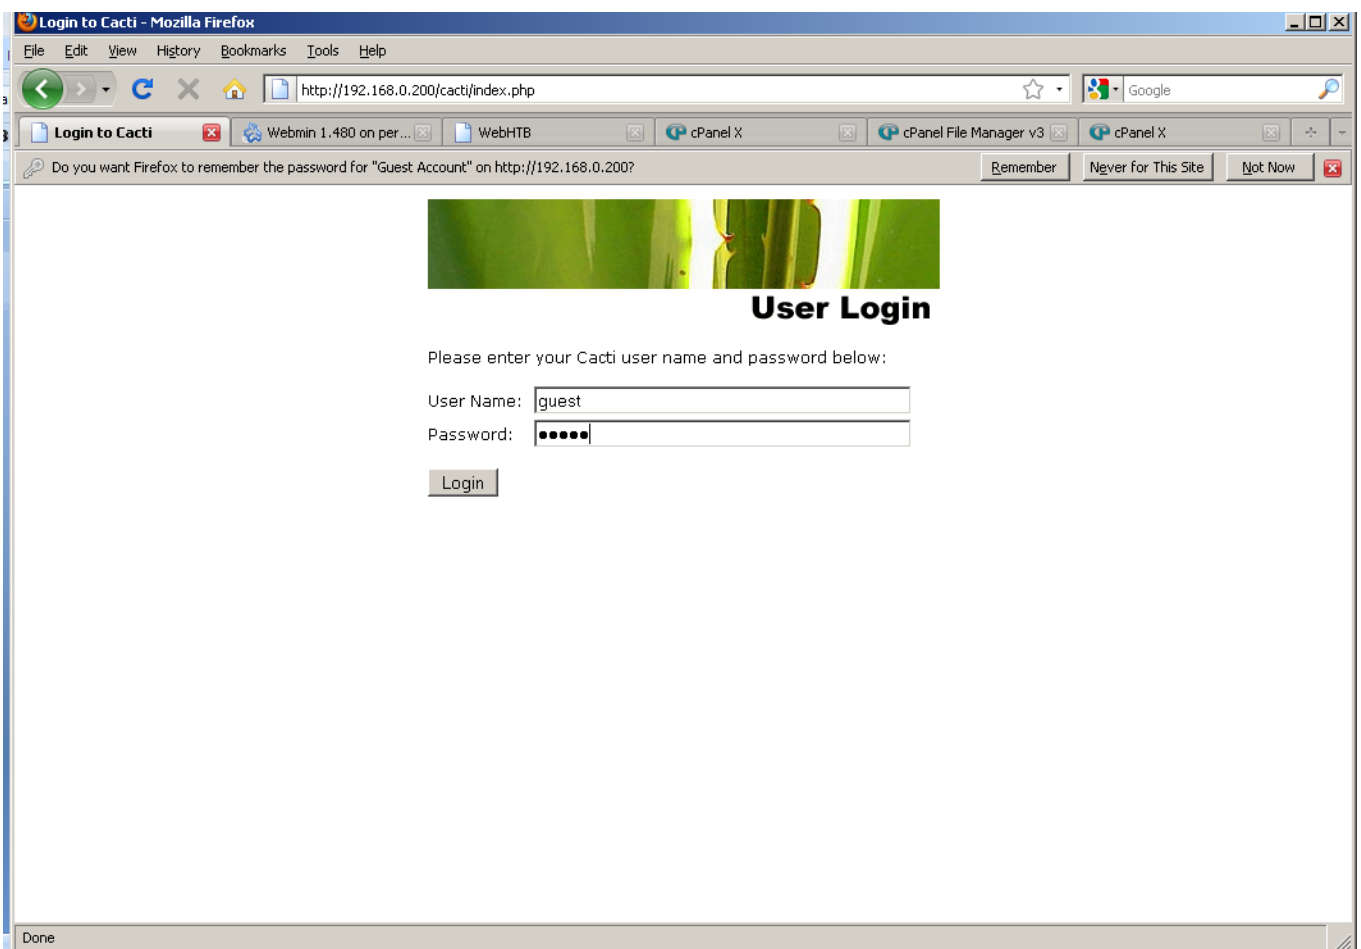 Login to Cacti - Mozilla Firefox
File Edit View History Bookmarks Tools Help
http://192.168.0.200/cacti/index.php Google
Login to Cacti Webmin 1.480 on per... WebHTB cPanel X cPanel File Manager v3 cPanel X
Do you want Firefox to remember the password for "Guest Account" on http://192.168.0.200? Remember Never for This Site Not Now
User Login
Please enter your Cacti user name and password below:
User Name: guest
Password: •••••
Login
Done